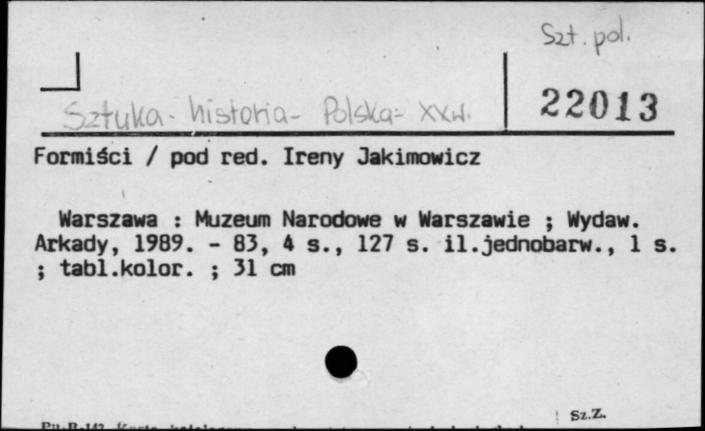 Szt. pol.
Sztuka - historia - Polska - XX w.
22013
Formiści / pod red. Ireny Jakimowicz
Warszawa : Muzeum Narodowe w Warszawie ; Wydaw.
Arkady, 1989. - 83, 4 s., 127 s. il.jednobarw., 1 s.
; tabl.kolor. ; 31 cm
Sz.Z.